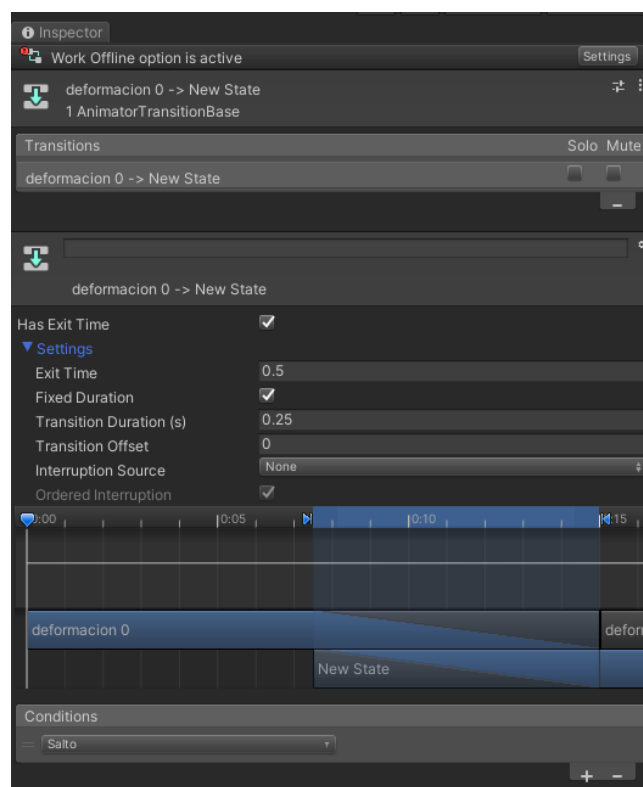 Inspector
Work Offline option is active
Settings
deformacion 0 -> New State
1 AnimatorTransitionBase
Transitions Solo Mute
deformacion 0 -> New State
deformacion 0 -> New State
Has Exit Time
Settings
Exit Time 0.5
Fixed Duration
Transition Duration (s) 0.25
Transition Offset 0
Interruption Source None
Ordered Interruption
0:00 0:05 0:10 0:15
deformacion 0 defor
New State
Conditions
Salto